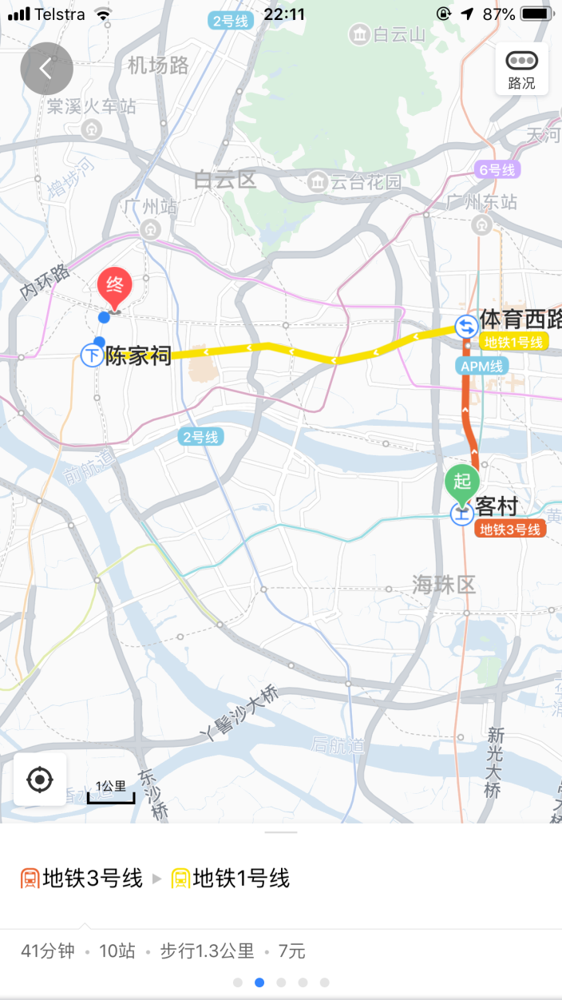 Telstra
22:11
87%
2号线
白云山
机场路
路况
棠溪火车站
天河
6号线
增埗河
白云区
云台花园
广州站
广州东站
内环路
终
体育西路
地铁1号线
下
陈家祠
APM线
2号线
前航道
起
上
客村
地铁3号线
黄
海珠区
丫髻沙大桥
后航道
新光大桥
东沙桥
1公里
香水道
地铁3号线
地铁1号线
41分钟 • 10站 • 步行1.3公里 • 7元